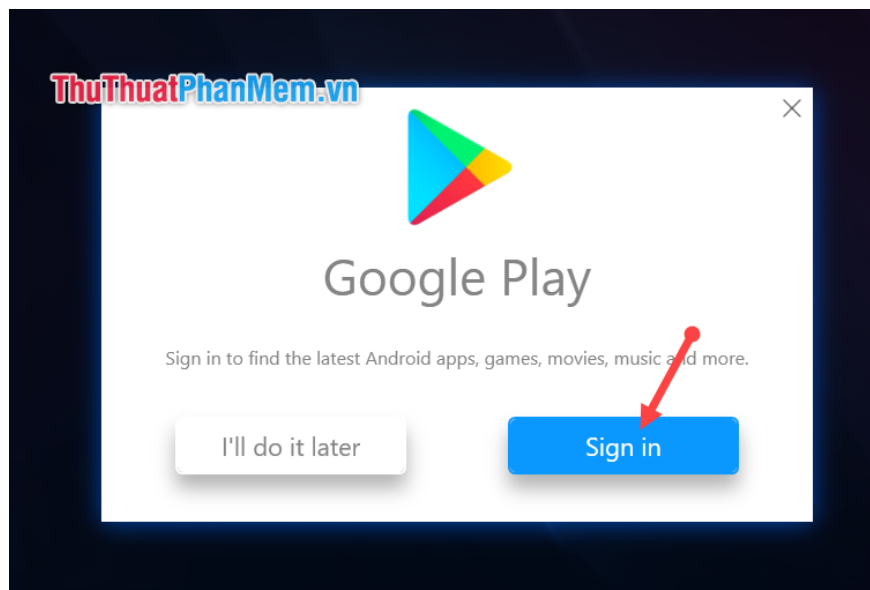 ThuThuatPhanMem.vn
Google Play
Sign in to find the latest Android apps, games, movies, music and more.
I'll do it later
Sign in